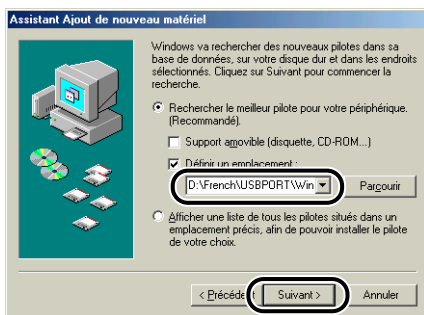 Assistant Ajout de nouveau matériel
Windows va rechercher des nouveaux pilotes dans sa
base de données, sur votre disque dur et dans les endroits
sélectionnés. Cliquez sur Suivant pour commencer la
recherche.
Rechercher le meilleur pilote pour votre périphérique.
(Recommandé).
Support amovible (disquette, CD-ROM...)
Définir un emplacement :
D:\French\USBPORT\Win
Parcourir
Afficher une liste de tous les pilotes situés dans un
emplacement précis, afin de pouvoir installer le pilote
de votre choix.
< Précédent
Suivant >
Annuler